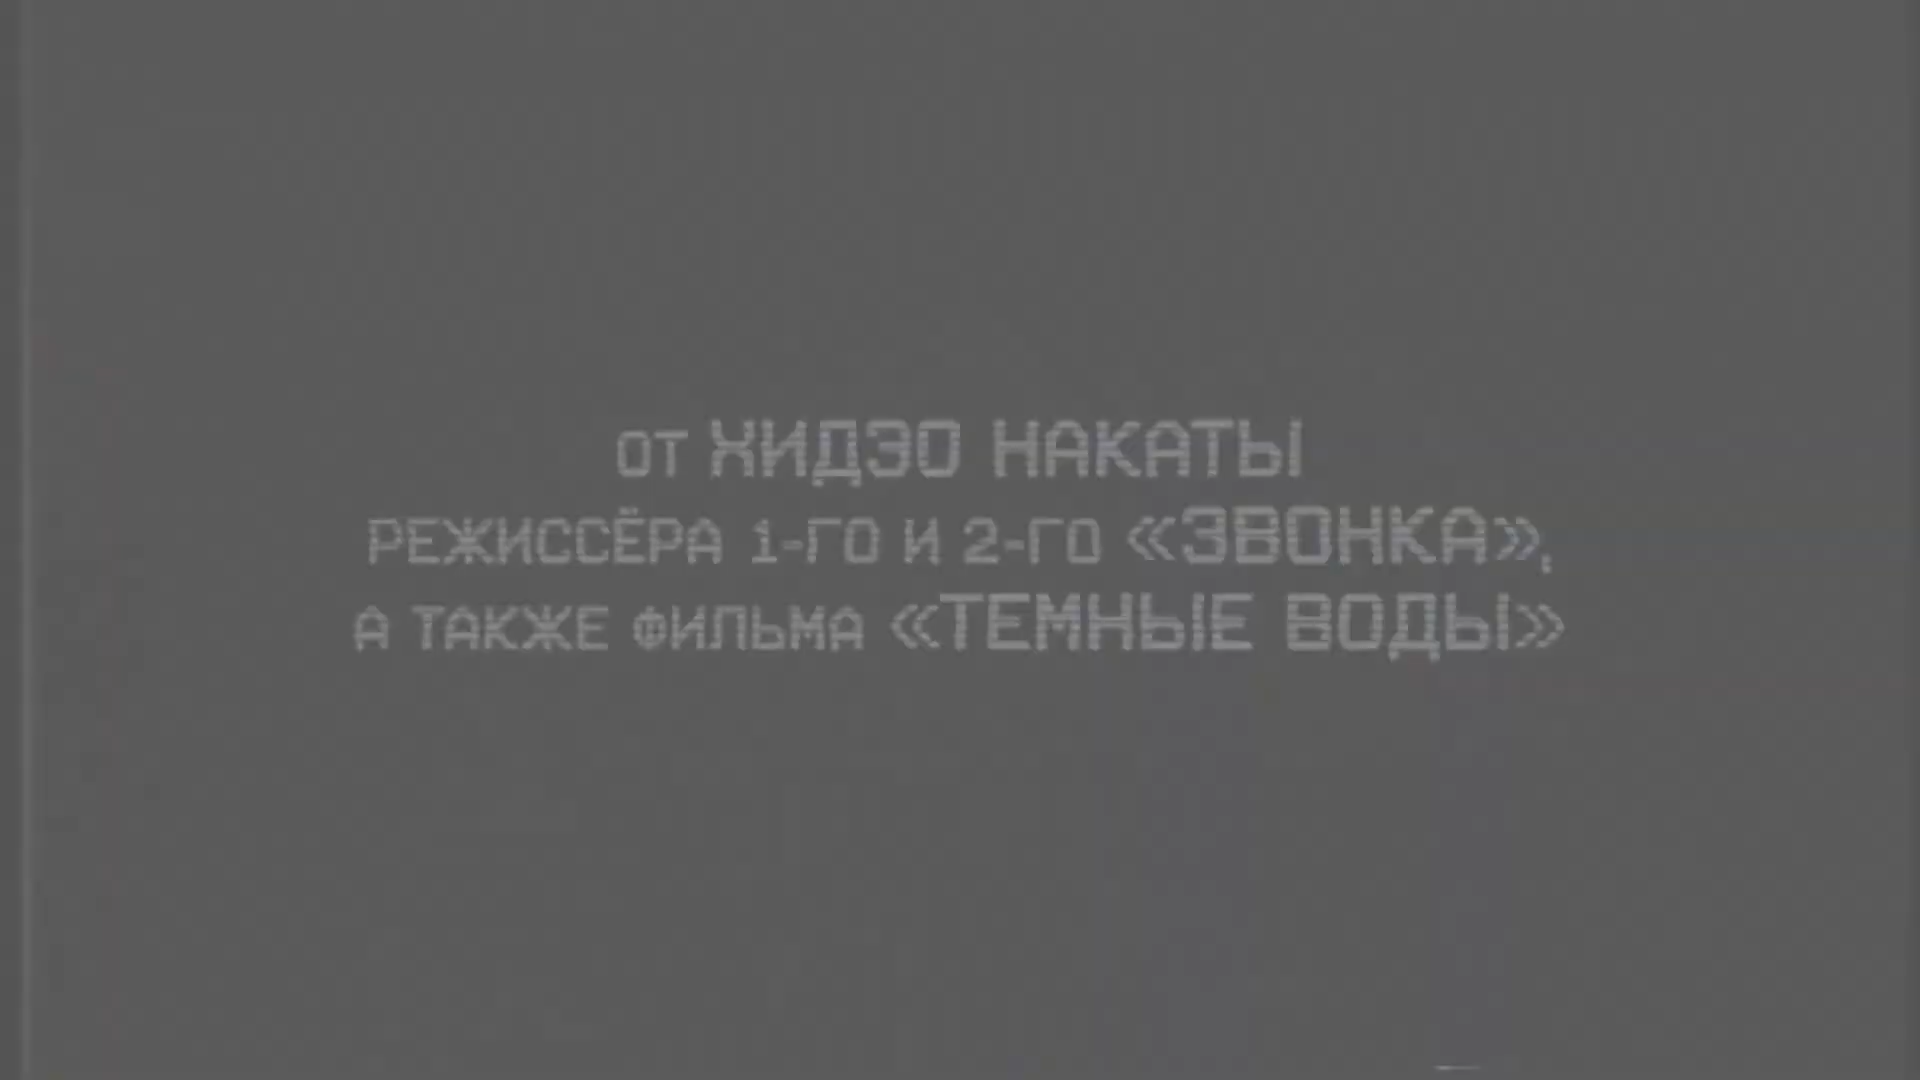 ОТ ХИДЭО НАКАТЫ
РЕЖИССЁРА 1-ГО И 2-ГО «ЗВОНКА»,
А ТАКЖЕ ФИЛЬМА «ТЕМНЫЕ ВОДЫ»